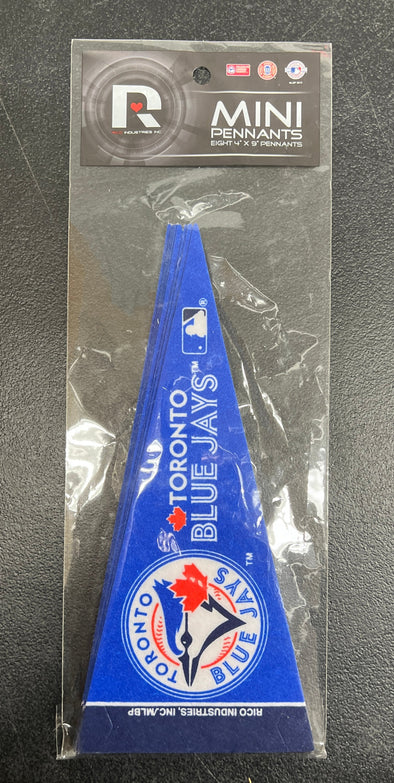 R
RICO INDUSTRIES INC.
MINI
PENNANTS
EIGHT 4" X 9" PENNANTS
®
TORONTO
BLUE JAYS™
TORONTO
BLUE JAYS
™
RICO INDUSTRIES, INC./MLBP